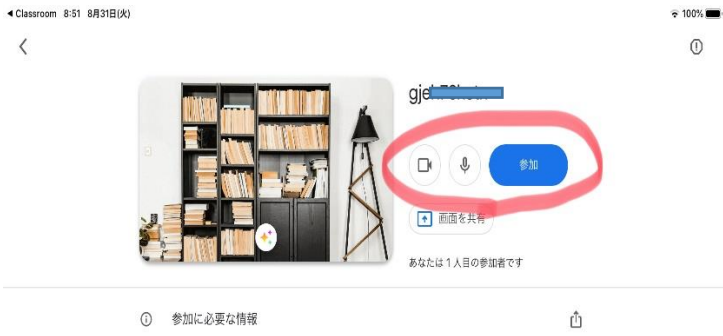 Classroom 8:51 8月31日(火) 100%
参加
画面を共有
あなたは 1 人目の参加者です
参加に必要な情報